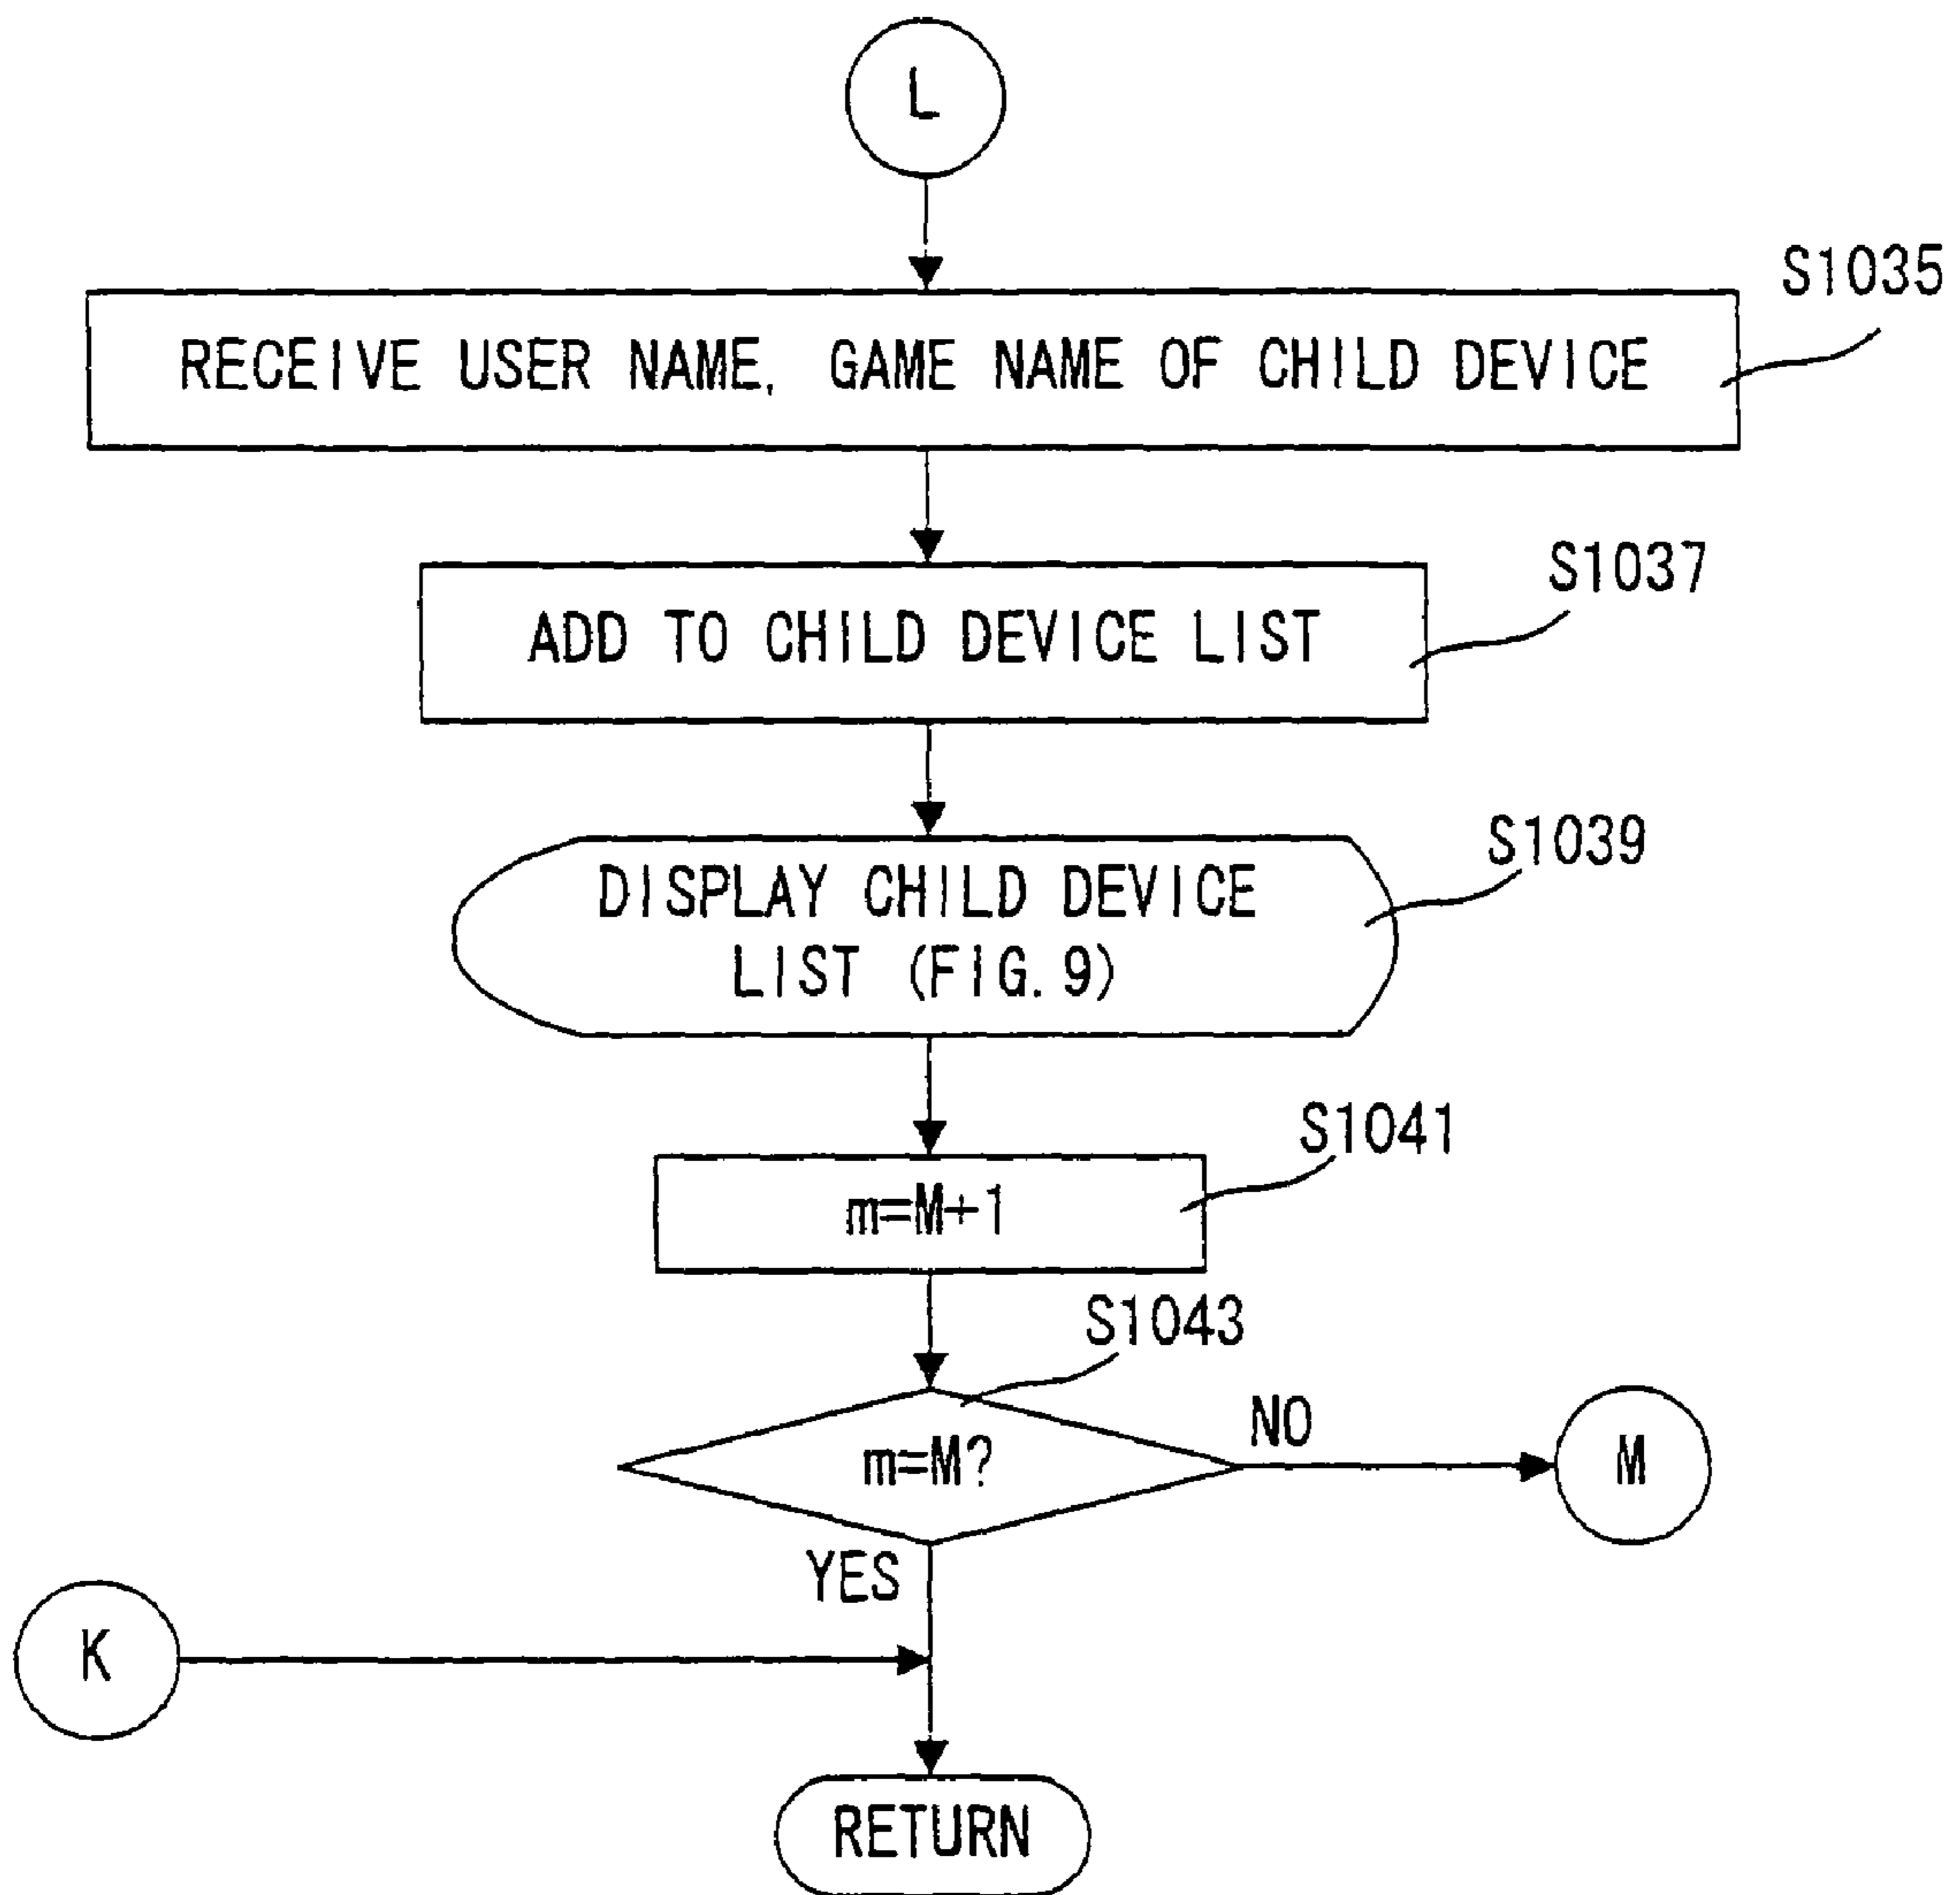 L
S1035
RECEIVE USER NAME, GAME NAME OF CHILD DEVICE
S1037
ADD TO CHILD DEVICE LIST
S1039
DISPLAY CHILD DEVICE
LIST (FIG. 9)
S1041
m=M+1
S1043
m=M?
NO
M
YES
K
RETURN